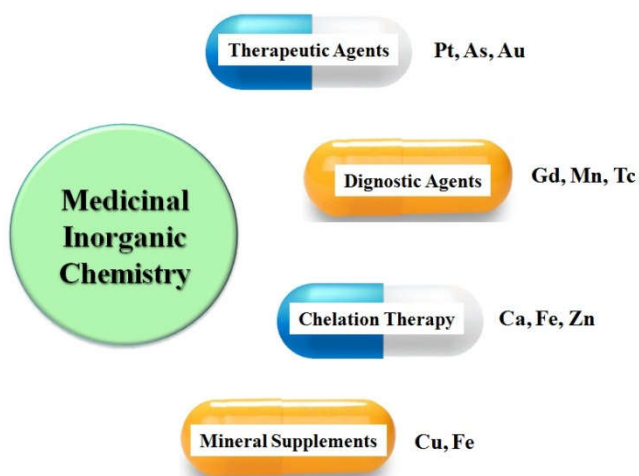 Therapeutic Agents Pt, As, Au
Medicinal
Inorganic
Chemistry
Dignostic Agents Gd, Mn, Tc
Chelation Therapy Ca, Fe, Zn
Mineral Supplements Cu, Fe